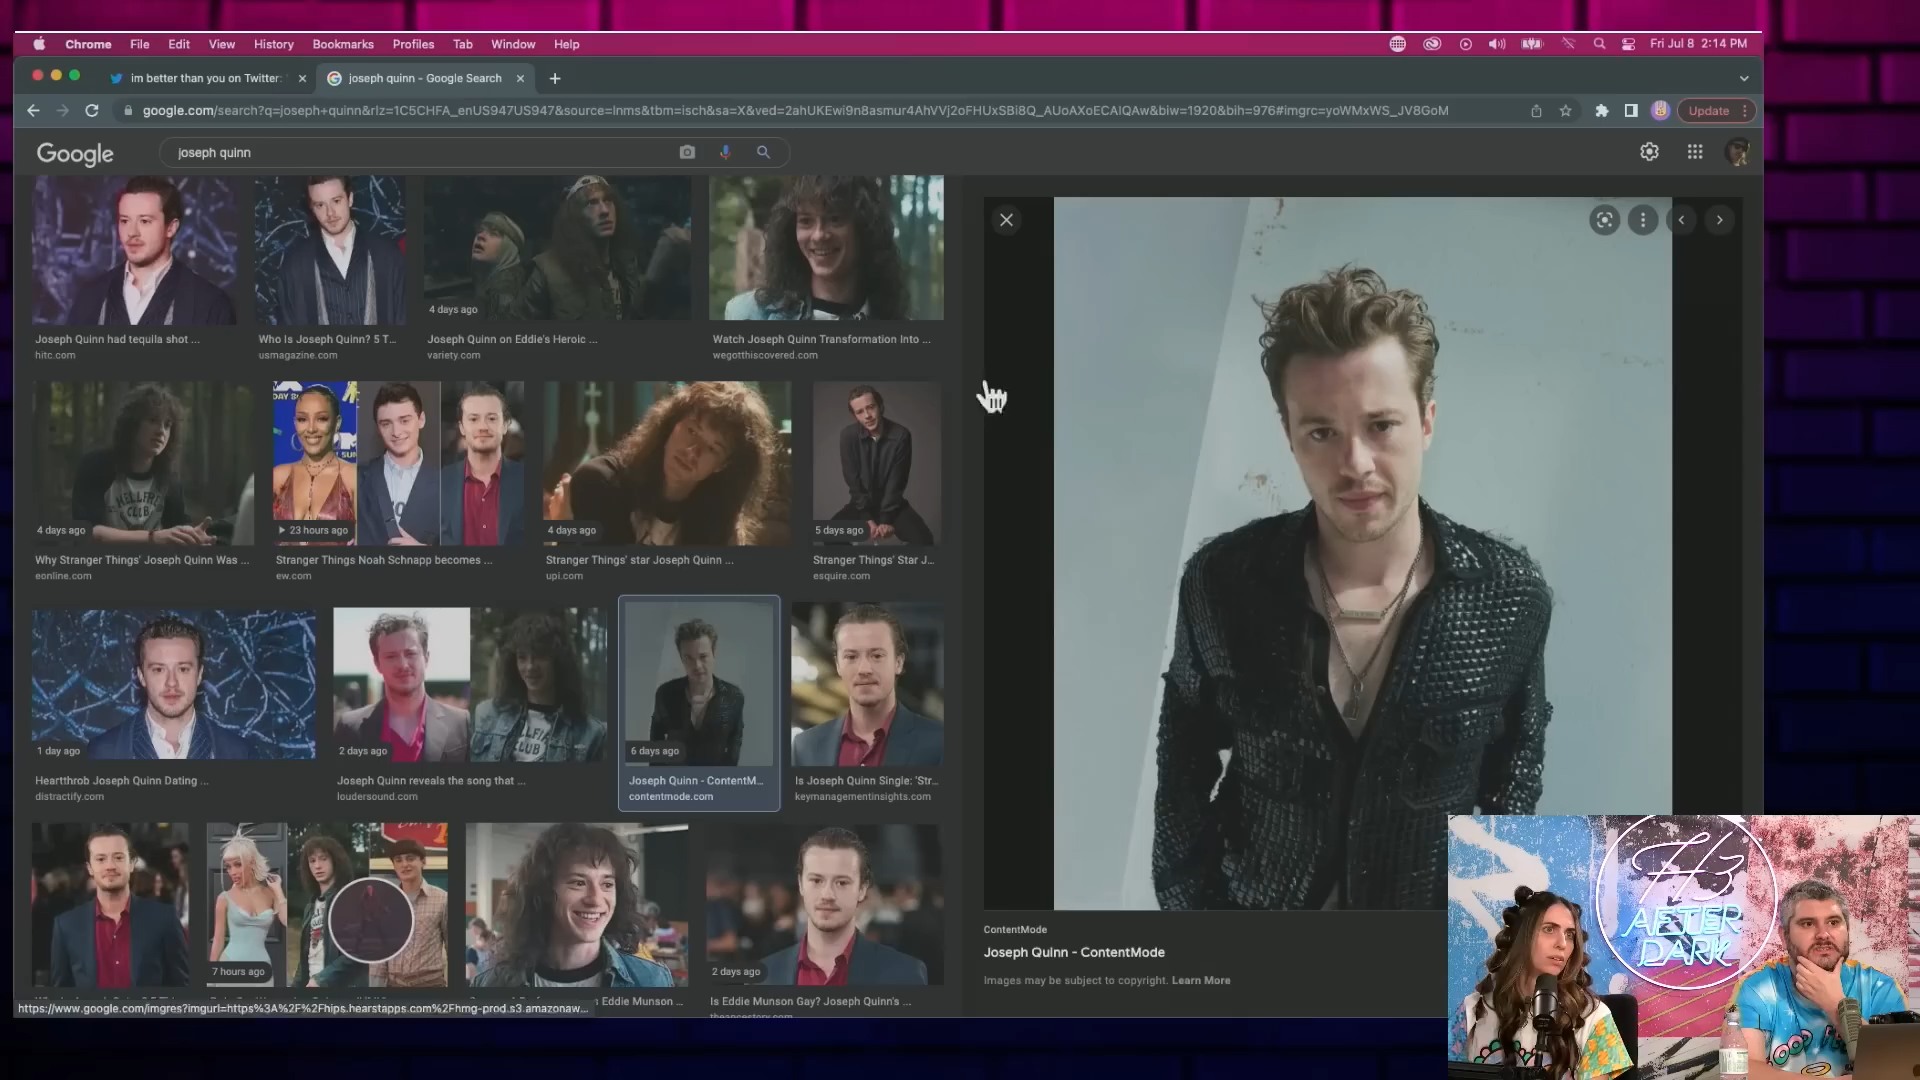 Chrome File Edit View History Bookmarks Profiles Tab Window Help
Fri Jul 8 2:14 PM
im better than you on Twitter:
joseph quinn - Google Search
google.com/search?q=joseph+quinn&rlz=1C5CHFA_enUS947US947&source=lnms&tbm=isch&sa=X&ved=2ahUKEwi9n8asmur4AhVVj2oFHUxSBi8Q_AUoAXoECAIQAw&biw=1920&bih=976#imgrc=yoWMxWS_JV8GoM
Update
Google
joseph quinn
4 days ago
Joseph Quinn had tequila shot ...
hitc.com
Who Is Joseph Quinn? 5 T...
usmagazine.com
Joseph Quinn on Eddie's Heroic ...
variety.com
Watch Joseph Quinn Transformation Into ...
wegotthiscovered.com
HELLFIRE
CLUB
4 days ago
23 hours ago
4 days ago
5 days ago
Why Stranger Things' Joseph Quinn Was ...
eonline.com
Stranger Things Noah Schnapp becomes ...
ew.com
Stranger Things' star Joseph Quinn ...
upi.com
Stranger Things' Star J...
esquire.com
1 day ago
2 days ago
6 days ago
Heartthrob Joseph Quinn Dating ...
distractify.com
Joseph Quinn reveals the song that ...
loudersound.com
Joseph Quinn - ContentM...
contentmode.com
Is Joseph Quinn Single: 'Str...
keymanagementinsights.com
7 hours ago
2 days ago
n Eddie Munson ...
Is Eddie Munson Gay? Joseph Quinn's ...
https://www.google.com/imgres?imgurl=https%3A%2F%2Fhips.hearstapps.com%2Fhmg-prod.s3.amazonaw...
ContentMode
Joseph Quinn - ContentMode
Images may be subject to copyright. Learn More
H3
AFTER
DARK